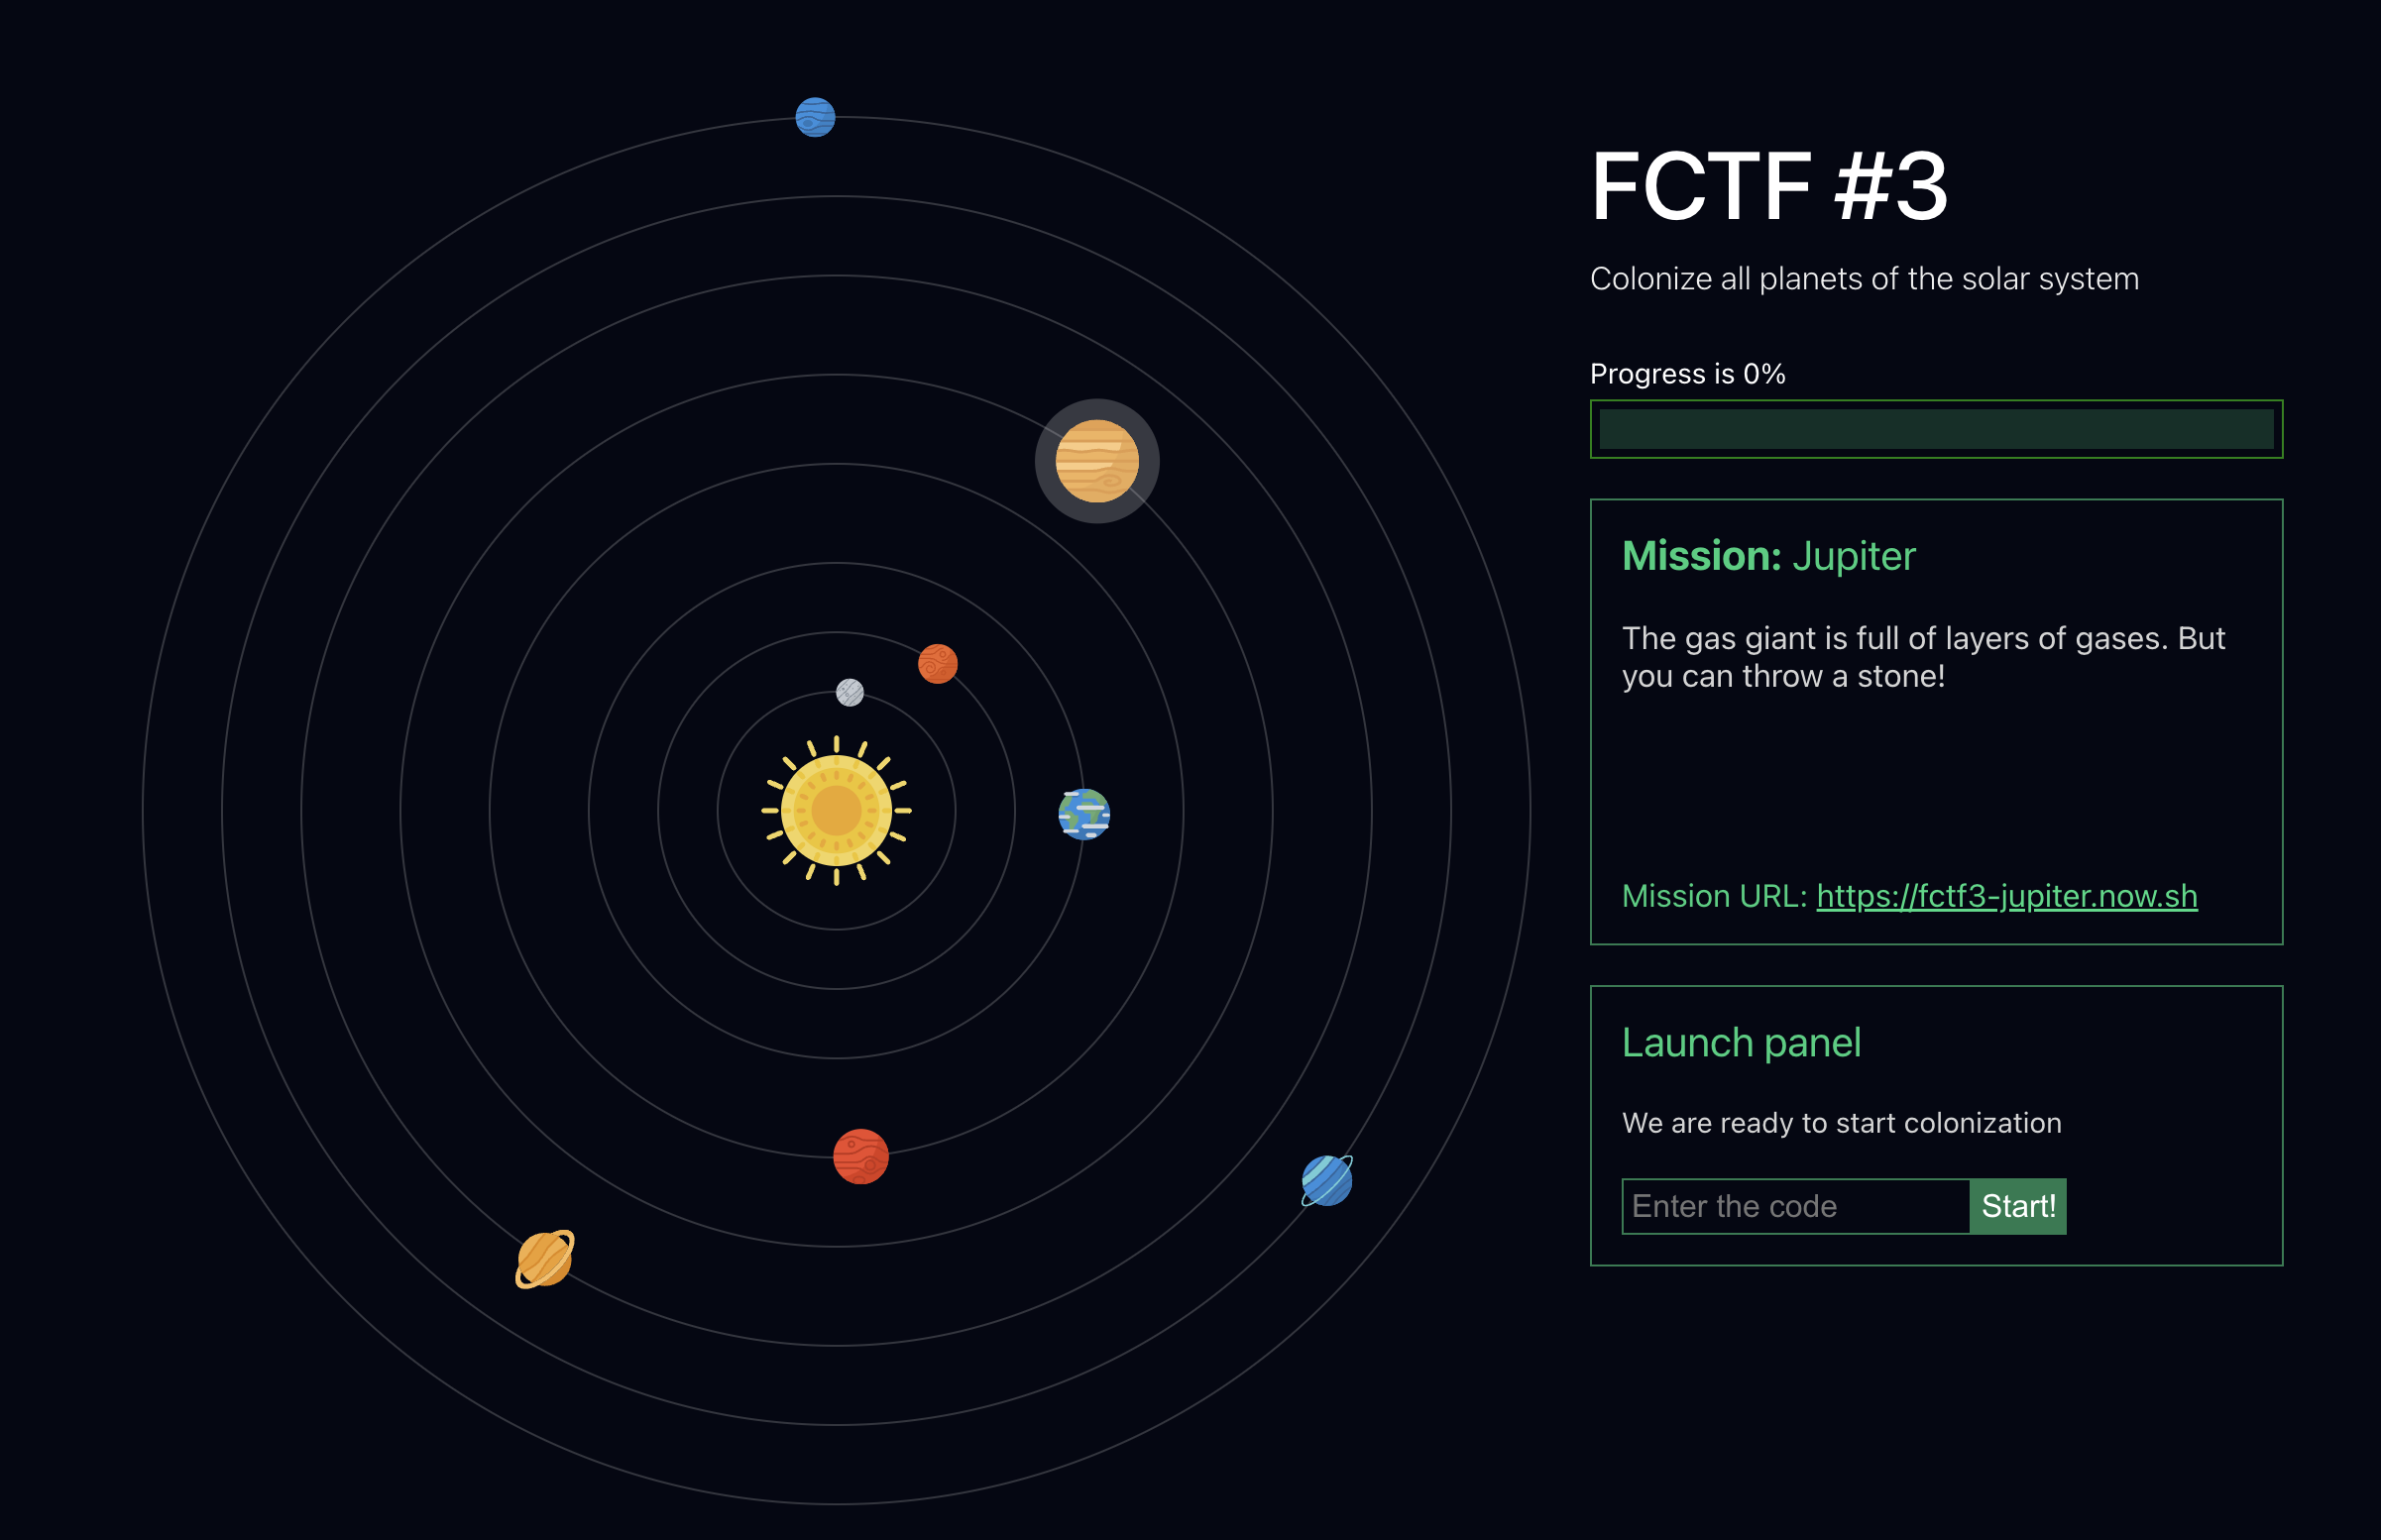 FCTF #3
Colonize all planets of the solar system
Progress is 0%
Mission: Jupiter
The gas giant is full of layers of gases. But
you can throw a stone!
Mission URL: https://fctf3-jupiter.now.sh
Launch panel
We are ready to start colonization
Enter the code Start!